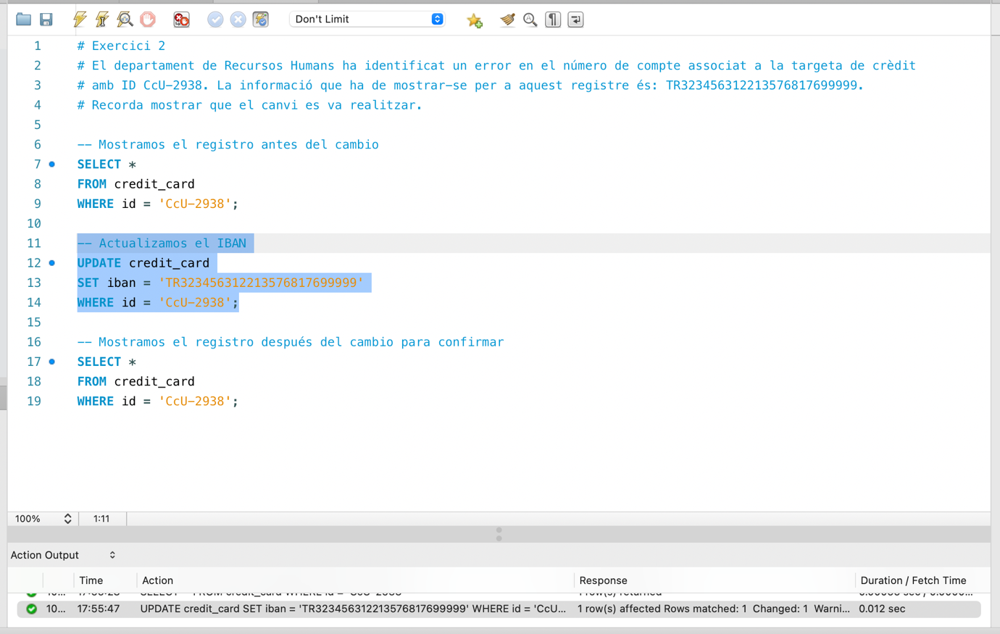 Don't Limit
1 # Exercici 2
2 # El departament de Recursos Humans ha identificat un error en el número de compte associat a la targeta de crèdit
3 # amb ID CcU-2938. La informació que ha de mostrar-se per a aquest registre és: TR323456312213576817699999.
4 # Recorda mostrar que el canvi es va realitzar.
5
6 -- Mostramos el registro antes del cambio
7 SELECT *
8 FROM credit_card
9 WHERE id = 'CcU-2938';
10
11 -- Actualizamos el IBAN
12 UPDATE credit_card
13 SET iban = 'TR323456312213576817699999'
14 WHERE id = 'CcU-2938';
15
16 -- Mostramos el registro después del cambio para confirmar
17 SELECT *
18 FROM credit_card
19 WHERE id = 'CcU-2938';
100% 1:11
Action Output
Time Action Response Duration / Fetch Time
10... 17:55:47 UPDATE credit_card SET iban = 'TR323456312213576817699999' WHERE id = 'CcU... 1 row(s) affected Rows matched: 1 Changed: 1 Warni... 0.012 sec